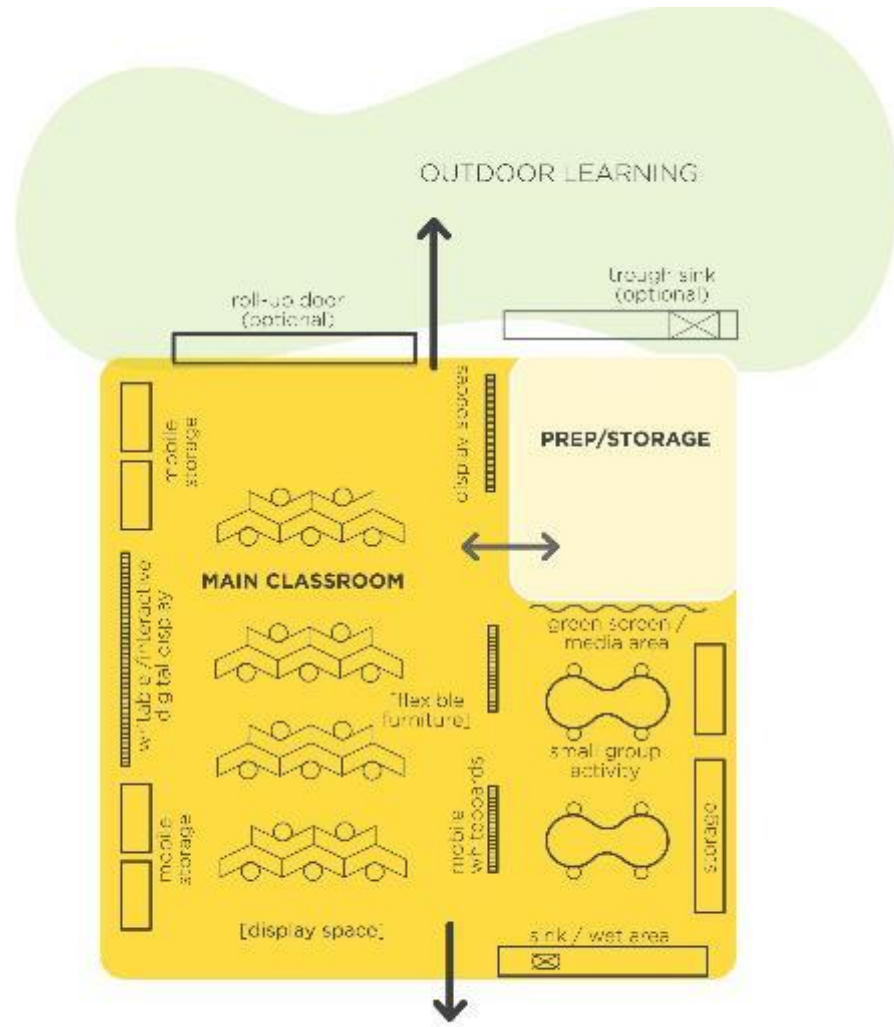 OUTDOOR LEARNING
trough sink
(optional)
roll-up door
(optional)
mobile
storage
display spaces
PREP/STORAGE
MAIN CLASSROOM
writable/interactive
digital display
green screen /
media area
[flexible
furniture]
small group
activity
mobile
whiteboards
mobile
storage
storage
[display space]
sink / wet area